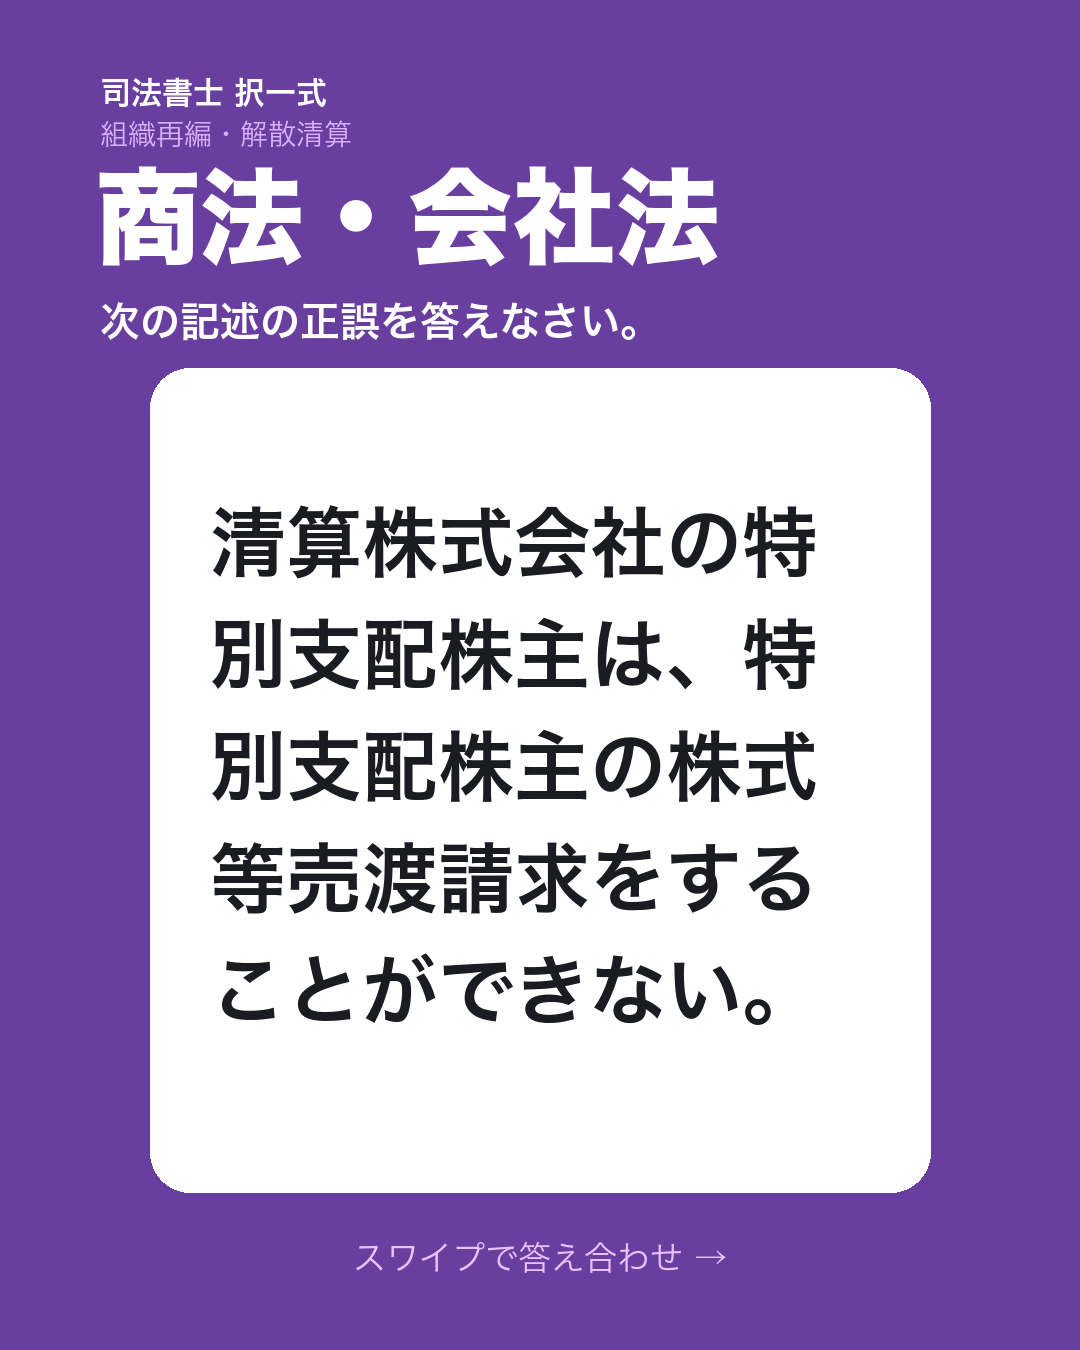 司法書士 択一式
組織再編・解散清算
商法・会社法
次の記述の正誤を答えなさい。
清算株式会社の特
別支配株主は、特
別支配株主の株式
等売渡請求をする
ことができない。
スワイプで答え合わせ →